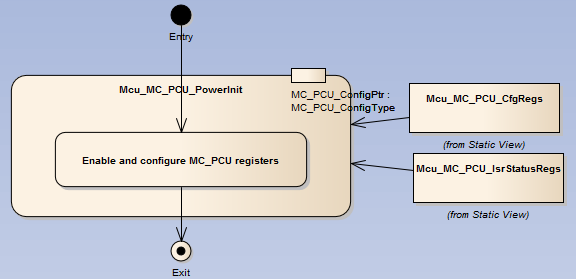 Entry
Mcu_MC_PCU_PowerInit
MC_PCU_ConfigPtr :
MC_PCU_ConfigType
Enable and configure MC_PCU registers
Exit
Mcu_MC_PCU_CfgRegs
(from Static View)
Mcu_MC_PCU_IsrStatusRegs
(from Static View)